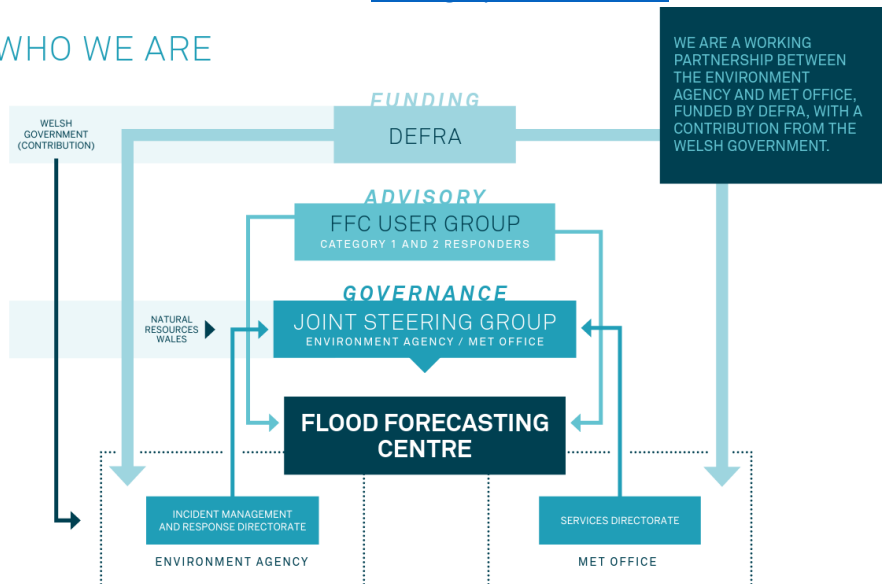 WHO WE ARE
WE ARE A WORKING
PARTNERSHIP BETWEEN
THE ENVIRONMENT
AGENCY AND MET OFFICE,
FUNDED BY DEFRA, WITH A
CONTRIBUTION FROM THE
WELSH GOVERNMENT.
FUNDING
DEFRA
WELSH
GOVERNMENT
(CONTRIBUTION)
ADVISORY
FFC USER GROUP
CATEGORY 1 AND 2 RESPONDERS
GOVERNANCE
JOINT STEERING GROUP
ENVIRONMENT AGENCY / MET OFFICE
NATURAL
RESOURCES
WALES
FLOOD FORECASTING
CENTRE
INCIDENT MANAGEMENT
AND RESPONSE DIRECTORATE
ENVIRONMENT AGENCY
SERVICES DIRECTORATE
MET OFFICE